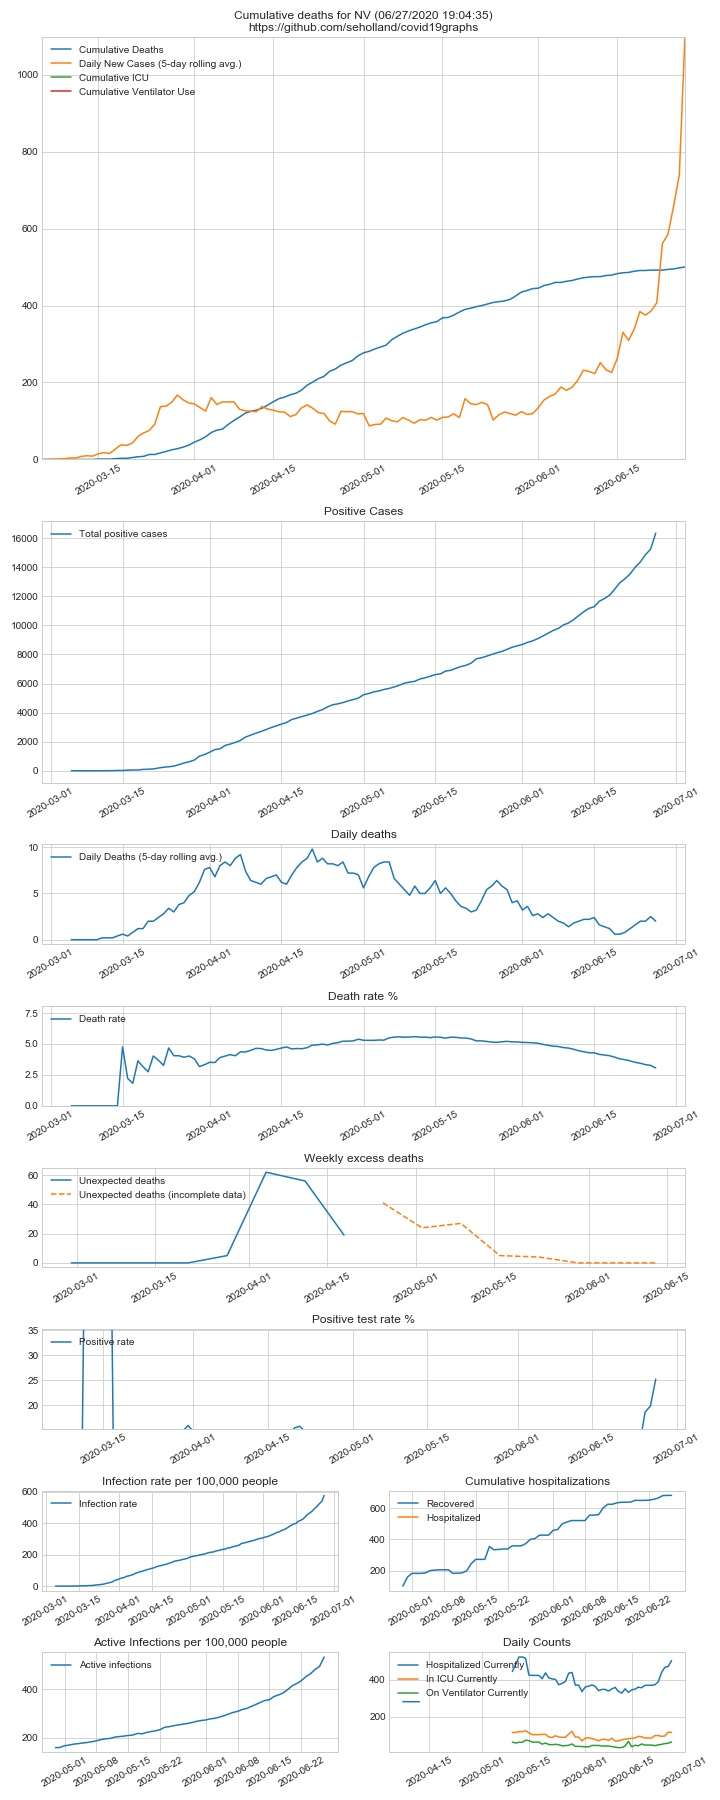 Cumulative deaths for NV (06/27/2020 19:04:35)
https://github.com/seholland/covid19graphs
Cumulative Deaths
Daily New Cases (5-day rolling avg.)
Cumulative ICU
Cumulative Ventilator Use
1000
800
600
400
200
0
2020-03-15 2020-04-01 2020-04-15 2020-05-01 2020-05-15 2020-06-01 2020-06-15
Positive Cases
Total positive cases
16000
14000
12000
10000
8000
6000
4000
2000
0
2020-03-01 2020-03-15 2020-04-01 2020-04-15 2020-05-01 2020-05-15 2020-06-01 2020-06-15 2020-07-01
Daily deaths
Daily Deaths (5-day rolling avg.)
10
5
0
2020-03-01 2020-03-15 2020-04-01 2020-04-15 2020-05-01 2020-05-15 2020-06-01 2020-06-15 2020-07-01
Death rate %
Death rate
7.5
5.0
2.5
0.0
2020-03-01 2020-03-15 2020-04-01 2020-04-15 2020-05-01 2020-05-15 2020-06-01 2020-06-15 2020-07-01
Weekly excess deaths
Unexpected deaths
Unexpected deaths (incomplete data)
60
40
20
0
2020-03-01 2020-03-15 2020-04-01 2020-04-15 2020-05-01 2020-05-15 2020-06-01 2020-06-15
Positive test rate %
Positive rate
35
30
25
20
2020-03-15 2020-04-01 2020-04-15 2020-05-01 2020-05-15 2020-06-01 2020-06-15 2020-07-01
Infection rate per 100,000 people
Infection rate
600
400
200
0
2020-03-01 2020-03-15 2020-04-01 2020-04-15 2020-05-01 2020-05-15 2020-06-01 2020-06-15 2020-07-01
Cumulative hospitalizations
Recovered
Hospitalized
600
400
200
2020-05-01 2020-05-08 2020-05-15 2020-05-22 2020-06-01 2020-06-08 2020-06-15 2020-06-22
Active Infections per 100,000 people
Active infections
400
200
2020-05-01 2020-05-08 2020-05-15 2020-05-22 2020-06-01 2020-06-08 2020-06-15 2020-06-22
Daily Counts
Hospitalized Currently
In ICU Currently
On Ventilator Currently
400
200
2020-04-15 2020-05-01 2020-05-15 2020-06-01 2020-06-15 2020-07-01